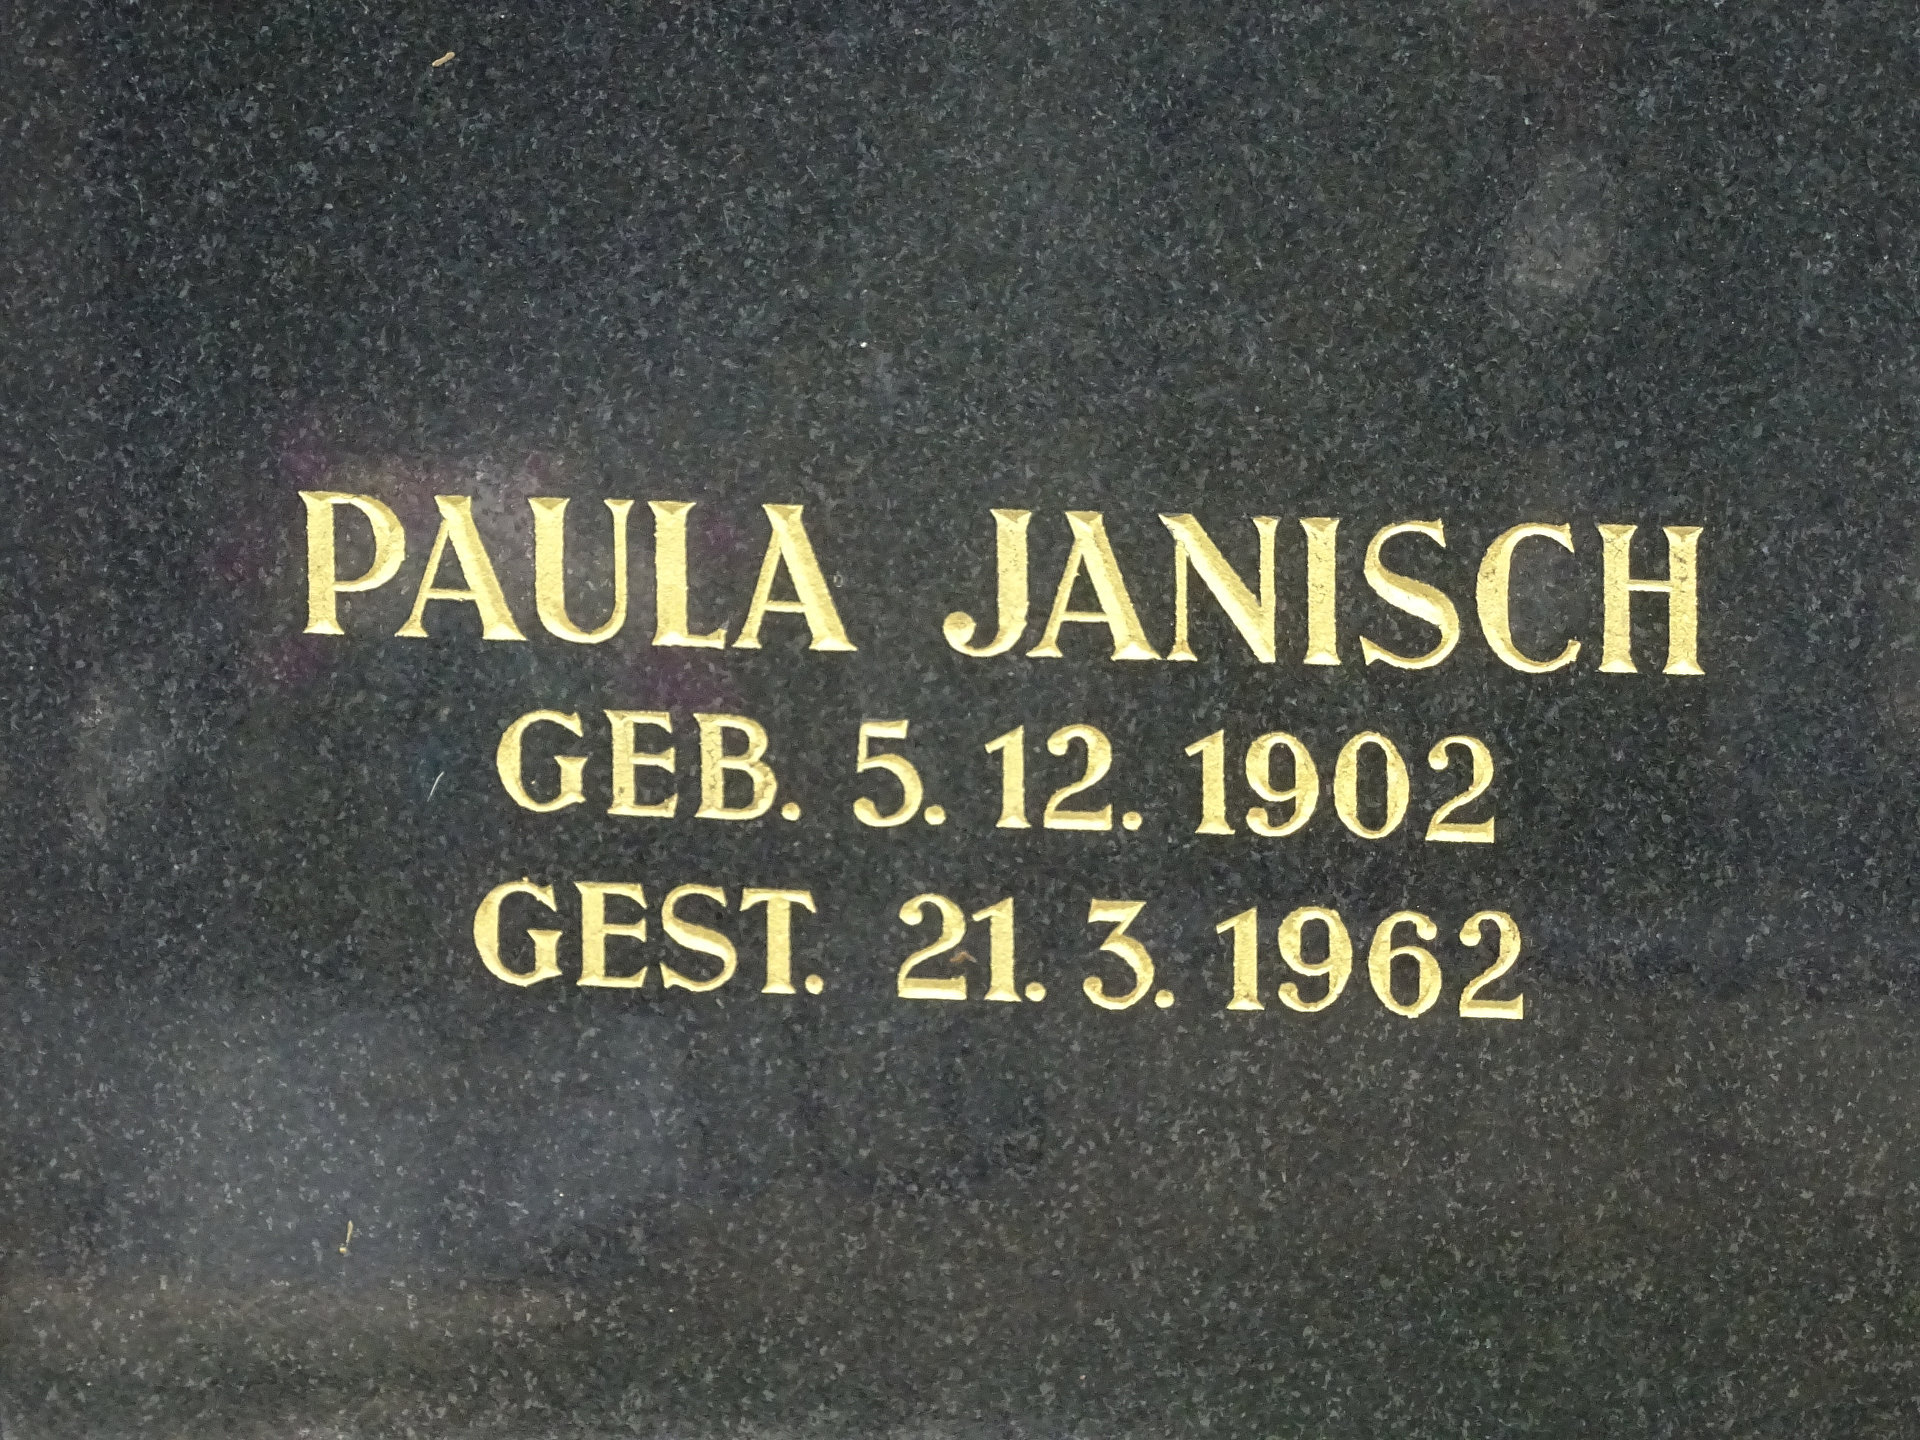 PAULA JANISCH
GEB. 5. 12. 1902
GEST. 21. 3. 1962